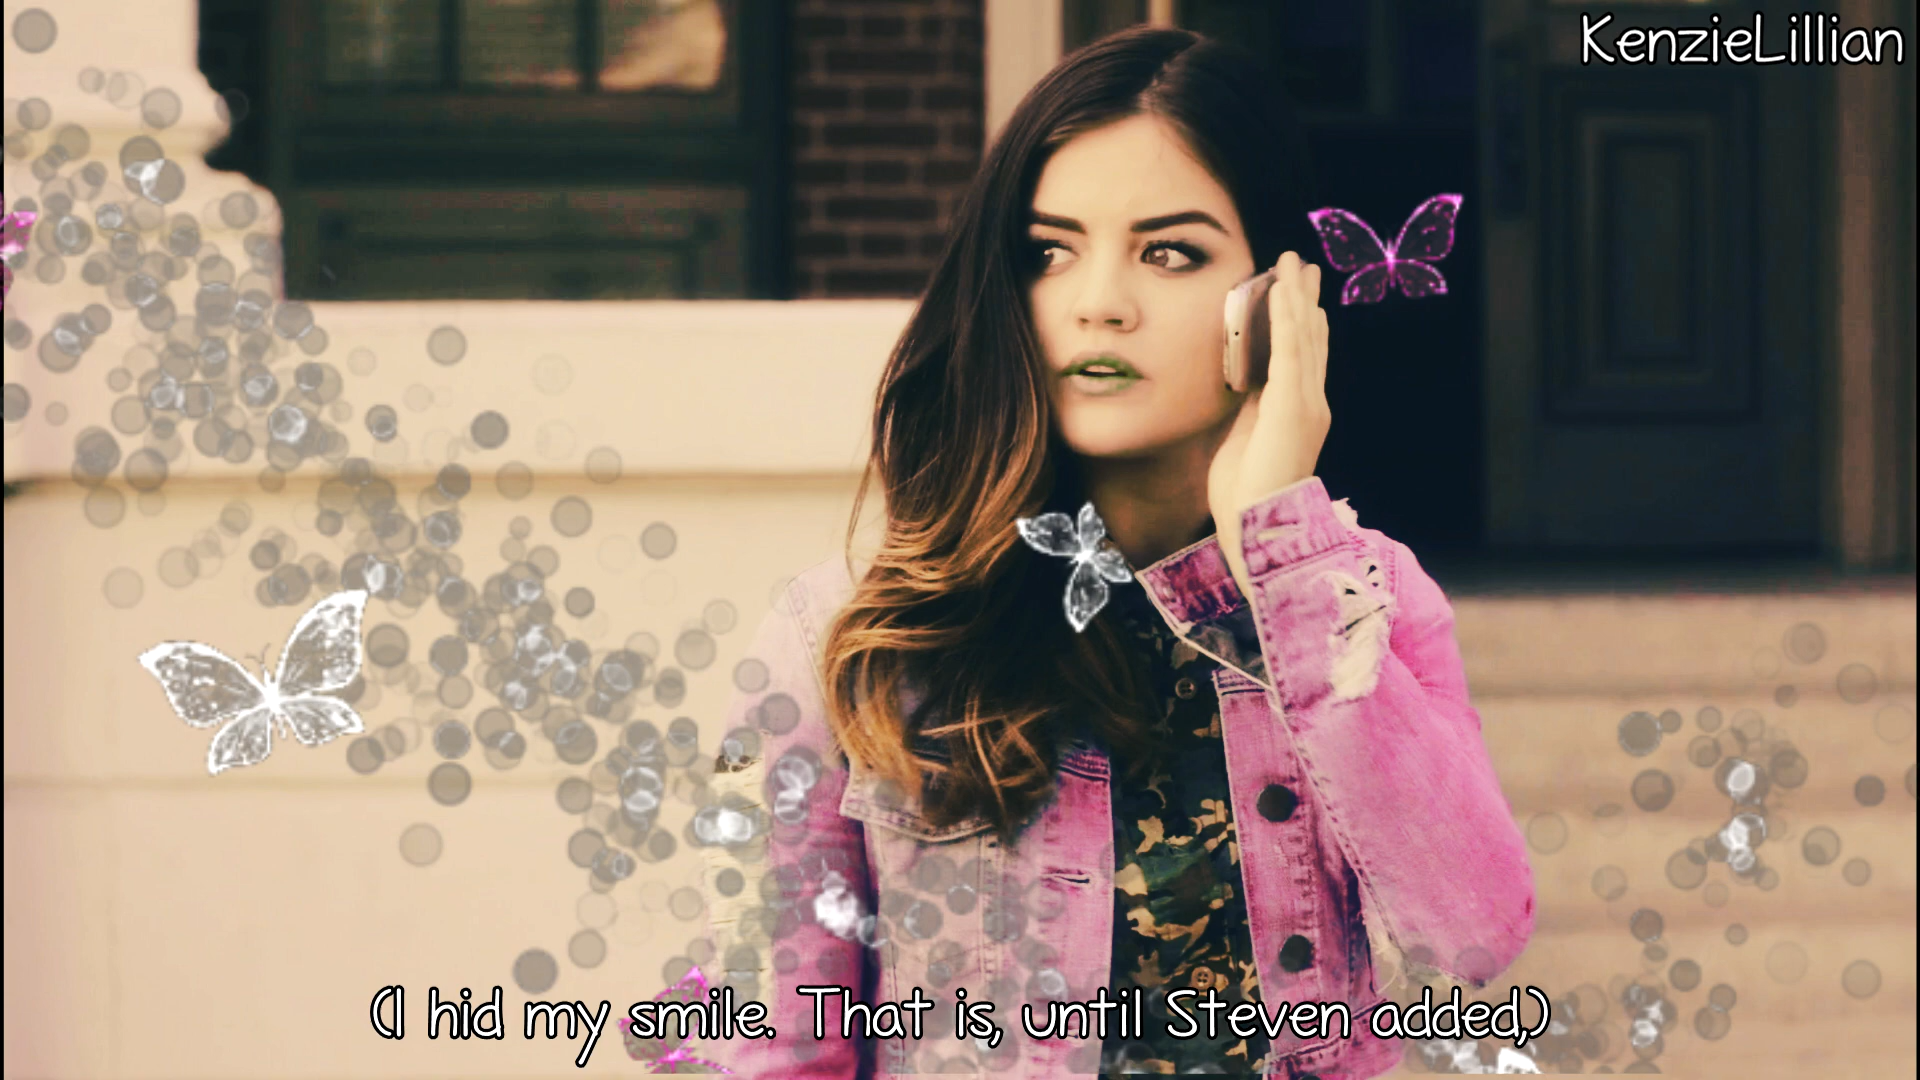 KenzieLillian
(I hid my smile. That is, until Steven added,)